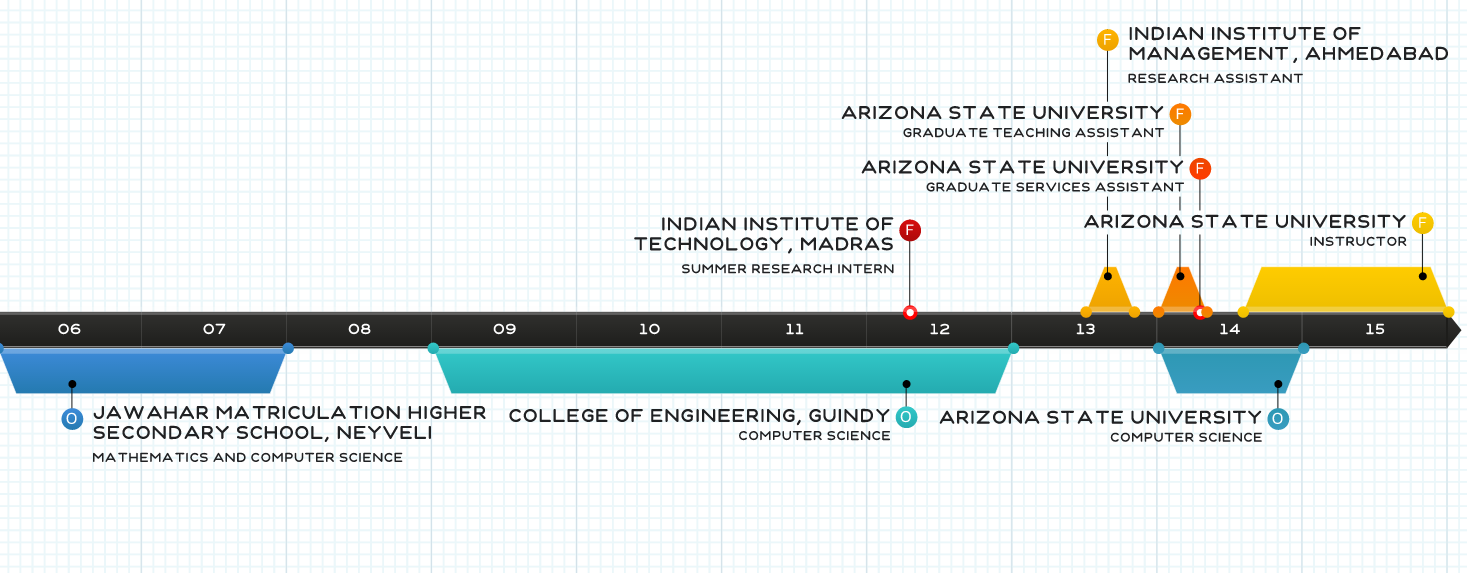 F
INDIAN INSTITUTE OF
MANAGEMENT, AHMEDABAD
RESEARCH ASSISTANT
ARIZONA STATE UNIVERSITY F
GRADUATE TEACHING ASSISTANT
ARIZONA STATE UNIVERSITY F
GRADUATE SERVICES ASSISTANT
INDIAN INSTITUTE OF
TECHNOLOGY, MADRAS F
SUMMER RESEARCH INTERN
ARIZONA STATE UNIVERSITY F
INSTRUCTOR
06 07 08 09 10 11 12 13 14 15
O JAWAHAR MATRICULATION HIGHER
SECONDARY SCHOOL, NEYVELI
MATHEMATICS AND COMPUTER SCIENCE
COLLEGE OF ENGINEERING, GUINDY O
COMPUTER SCIENCE
ARIZONA STATE UNIVERSITY O
COMPUTER SCIENCE